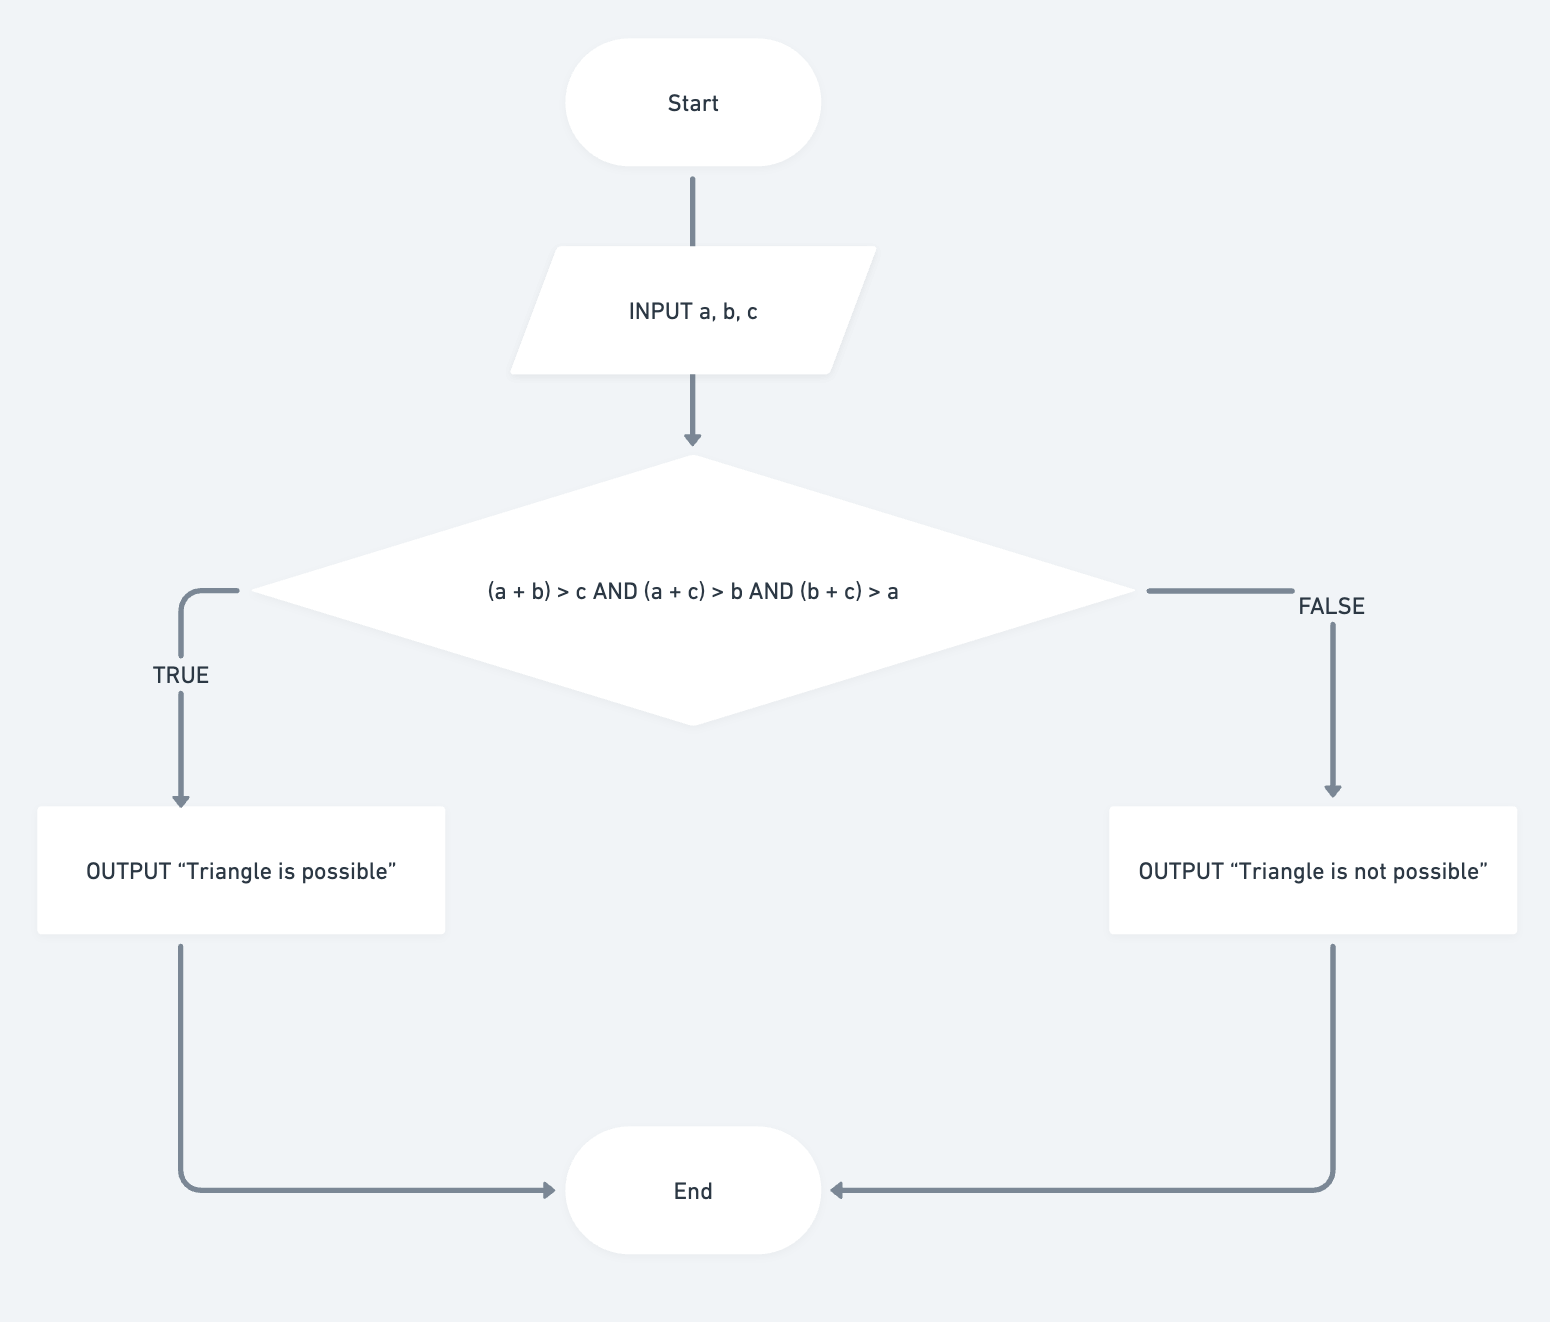 Start
INPUT a, b, c
(a + b) > c AND (a + c) > b AND (b + c) > a
FALSE
TRUE
OUTPUT “Triangle is possible”
OUTPUT “Triangle is not possible”
End